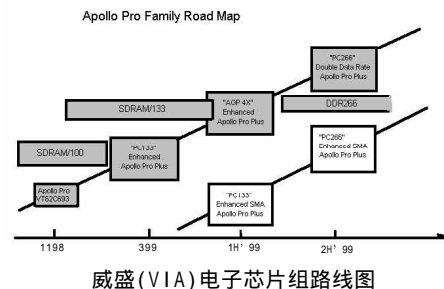 Apollo Pro Family Road Map
"PC266"
Double Data Rate
Apollo Pro Plus
"AGP 4X"
Enhanced
Apollo Pro Plus
SDRAM/133
DDR266
"PC133"
Enhanced
Apollo Pro Plus
SDRAM/100
"PC266"
Enhanced SMA
Apollo Pro Plus
Apollo Pro
VT82C693
"PC133"
Enhanced SMA
Apollo Pro Plus
1198
399
1H' 99
2H' 99
威盛(VIA)电子芯片组路线图